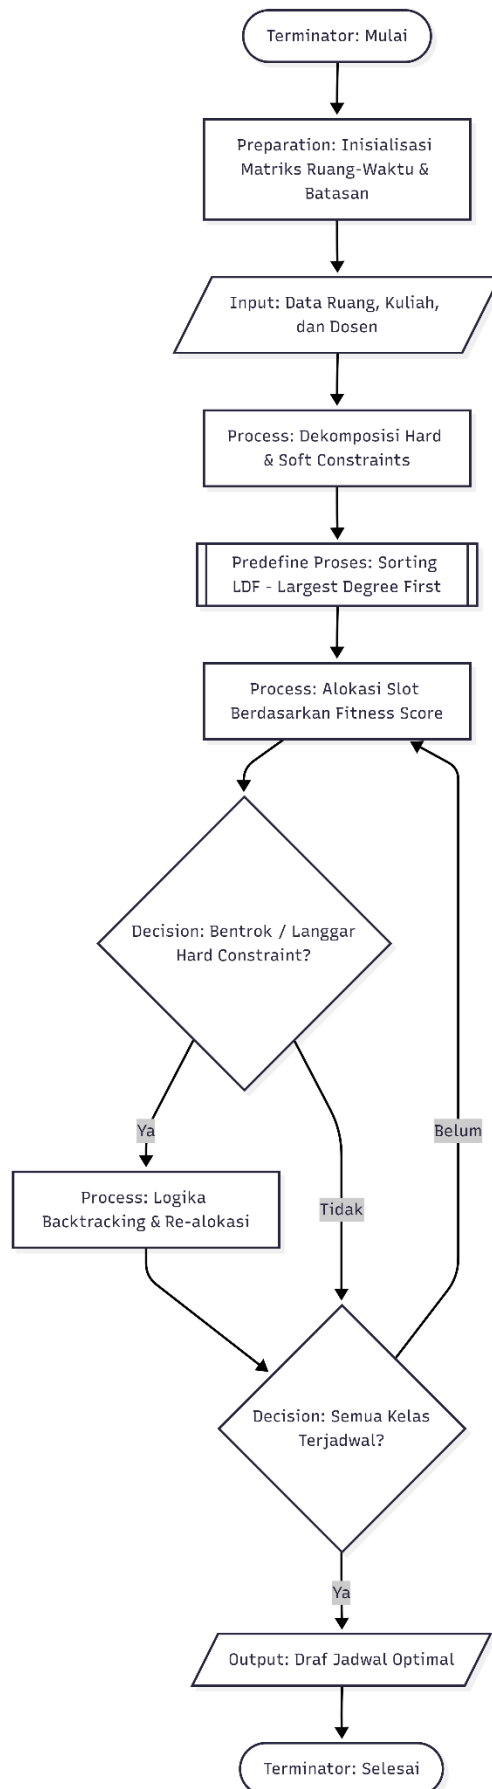 Terminator: Mulai
Preparation: Inisialisasi
Matriks Ruang-Waktu &
Batasan
Input: Data Ruang, Kuliah,
dan Dosen
Process: Dekomposisi Hard
& Soft Constraints
Predefine Proses: Sorting
LDF - Largest Degree First
Process: Alokasi Slot
Berdasarkan Fitness Score
Decision: Bentrok / Langgar
Hard Constraint?
Ya
Belum
Process: Logika
Backtracking & Re-alokasi
Tidak
Decision: Semua Kelas
Terjadwal?
Ya
Output: Draf Jadwal Optimal
Terminator: Selesai